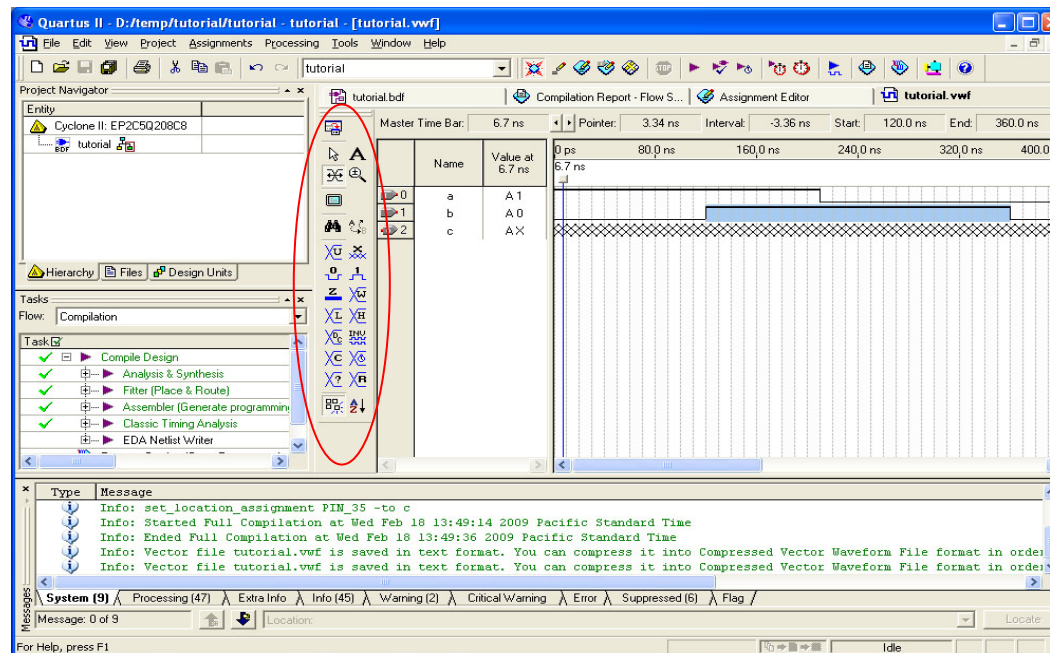 Quartus II - D:/temp/tutorial/tutorial - tutorial - [tutorial.vwf]
File Edit View Project Assignments Processing Tools Window Help
tutorial
STOP
Project Navigator
Entity
Cyclone II: EP2C5Q208C8
BDF tutorial
Hierarchy Files Design Units
Tasks
Flow: Compilation
Task
Compile Design
Analysis & Synthesis
Fitter (Place & Route)
Assembler (Generate programmin
Classic Timing Analysis
EDA Netlist Writer
tutorial.bdf Compilation Report - Flow S... Assignment Editor tutorial.vwf
Master Time Bar: 6.7 ns Pointer: 3.34 ns Interval: -3.36 ns Start: 120.0 ns End: 360.0 ns
Name Value at 6.7 ns
0 ps 80.0 ns 160.0 ns 240.0 ns 320.0 ns 400.0
6.7 ns
0 a A 1
1 b A 0
2 c A X
Type Message
Info: set_location_assignment PIN_35 -to c
Info: Started Full Compilation at Wed Feb 18 13:49:14 2009 Pacific Standard Time
Info: Ended Full Compilation at Wed Feb 18 13:49:36 2009 Pacific Standard Time
Info: Vector file tutorial.vwf is saved in text format. You can compress it into Compressed Vector Waveform File format in order
Info: Vector file tutorial.vwf is saved in text format. You can compress it into Compressed Vector Waveform File format in order
System (9) Processing (47) Extra Info Info (45) Warning (2) Critical Warning Error Suppressed (6) Flag
Messages
Message: 0 of 9 Location: Locate
For Help, press F1 Idle